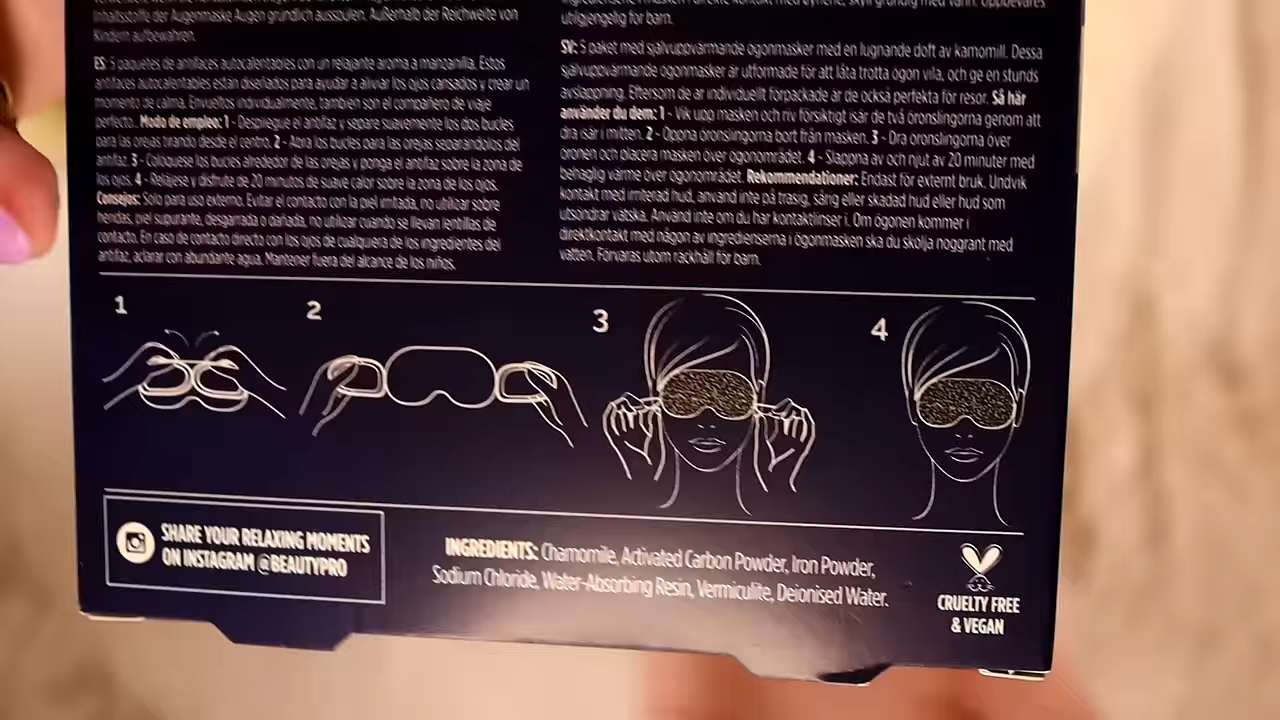 Inhaltsstoffe der Augenmaske Augen gründlich ausspülen. Außerhalb der Reichweite von
Kindern aufbewahren.
ES: 5 paquetes de antifaces autocalentables con un relajante aroma a manzanilla. Estos
antifaces autocalentables están diseñados para ayudar a aliviar los ojos cansados y crear un
momento de calma. Envueltos individualmente, también son el compañero de viaje
perfecto. Modo de empleo: 1 - Despliegue el antifaz y separe suavemente los dos bucles
para las orejas tirando desde el centro. 2 - Abra los bucles para las orejas separándolos del
antifaz. 3 - Coloquese los bucles alrededor de las orejas y ponga el antifaz sobre la zona de
los ojos. 4 - Relájese y disfrute de 20 minutos de suave calor sobre la zona de los ojos.
Consejos: Solo para uso externo. Evitar el contacto con la piel irritada, no utilizar sobre
heridas, piel supurante, desgarrada o dañada, no utilizar cuando se lleven lentillas de
contacto. En caso de contacto directo con los ojos de cualquiera de los ingredientes del
antifaz, aclarar con abundante agua. Mantener fuera del alcance de los niños.
utilgjengelig for barn.
SV: 5 paket med självuppvärmande ögonmasker med en lugnande doft av kamomill. Dessa
självuppvärmande ögonmasker är utformade för att låta trötta ögon vila, och ge en stunds
avslappning. Eftersom de är individuellt förpackade är de också perfekta för resor. Så här
använder du dem: 1 - Vik upp masken och riv försiktigt isär de två öronslingorna genom att
dra isär i mitten. 2 - Öppna öronslingorna bort från masken. 3 - Dra öronslingorna över
öronen och placera masken över ögonområdet. 4 - Slappna av och njut av 20 minuter med
behaglig värme över ögonområdet. Rekommendationer: Endast för externt bruk. Undvik
kontakt med irriterad hud, använd inte på trasig, sårig eller skadad hud eller hud som
utsöndrar vätska. Använd inte om du har kontaktlinser i. Om ögonen kommer i
direktkontakt med någon av ingredienserna i ögonmasken ska du skölja noggrant med
vatten. Förvaras utom räckhåll för barn.
1
2
3
4
SHARE YOUR RELAXING MOMENTS
ON INSTAGRAM @BEAUTYPRO
INGREDIENTS: Chamomile, Activated Carbon Powder, Iron Powder,
Sodium Chloride, Water-Absorbing Resin, Vermiculite, Deionised Water.
CRUELTY FREE
& VEGAN